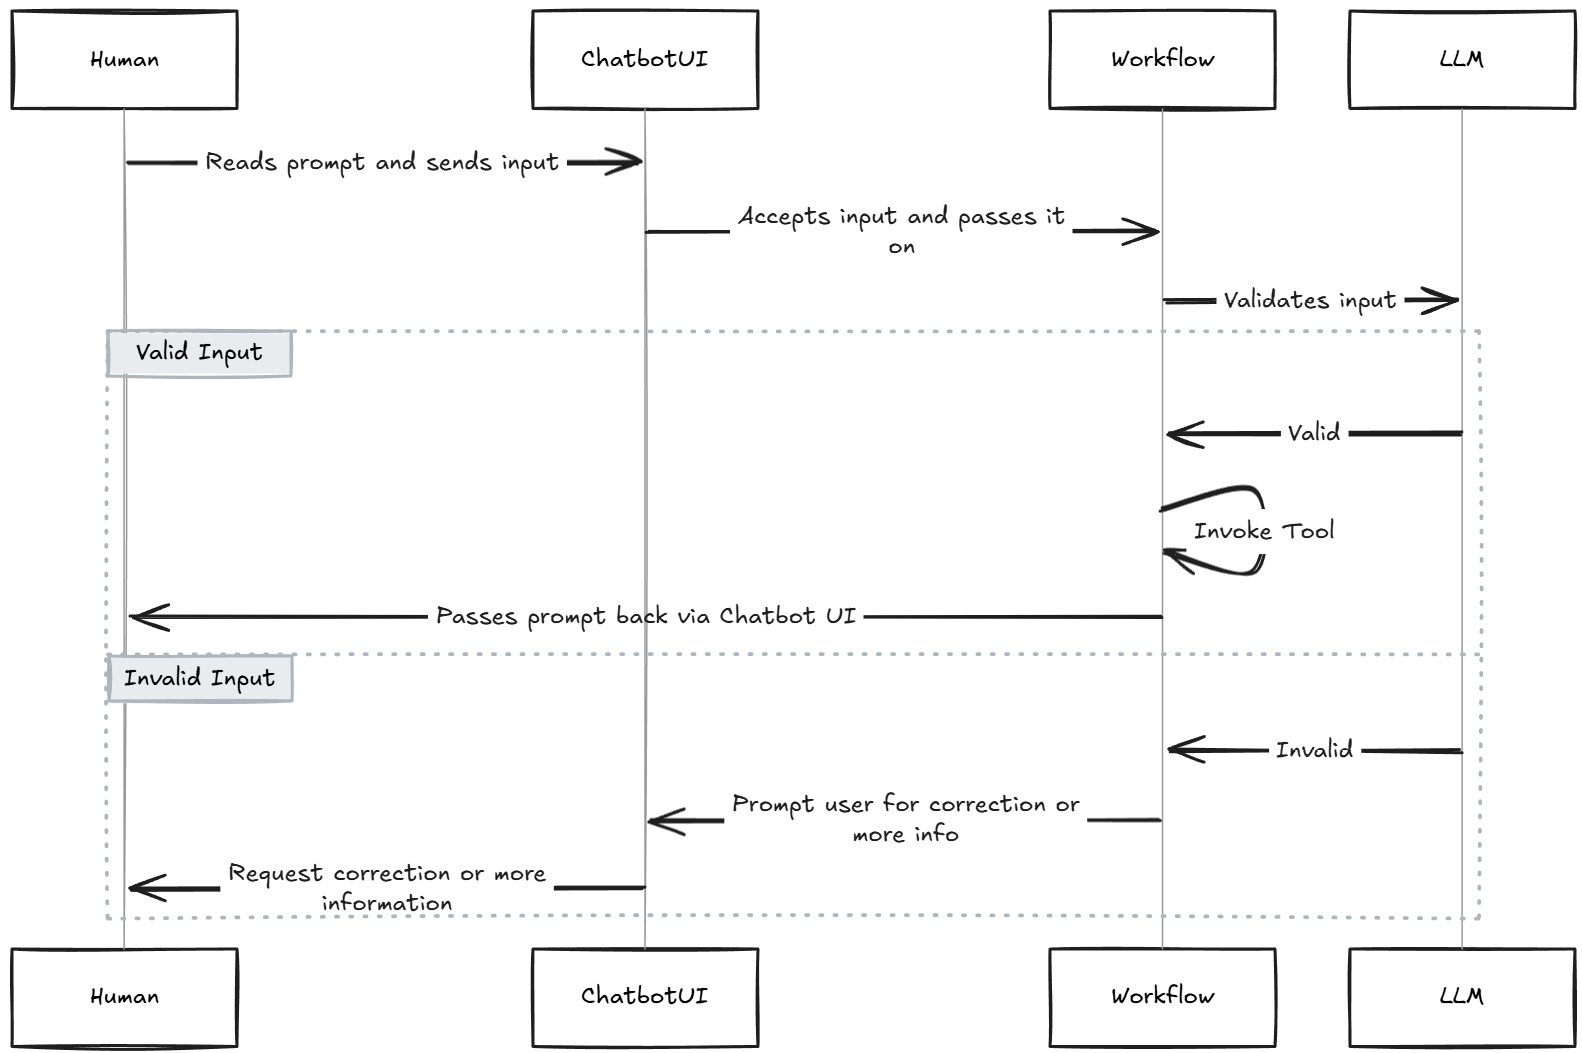 Human
ChatbotUI
Workflow
LLM
Reads prompt and sends input
Accepts input and passes it
on
Validates input
Valid Input
Valid
Invoke Tool
Passes prompt back via Chatbot UI
Invalid Input
Invalid
Prompt user for correction or
more info
Request correction or more
information
Human
ChatbotUI
Workflow
LLM